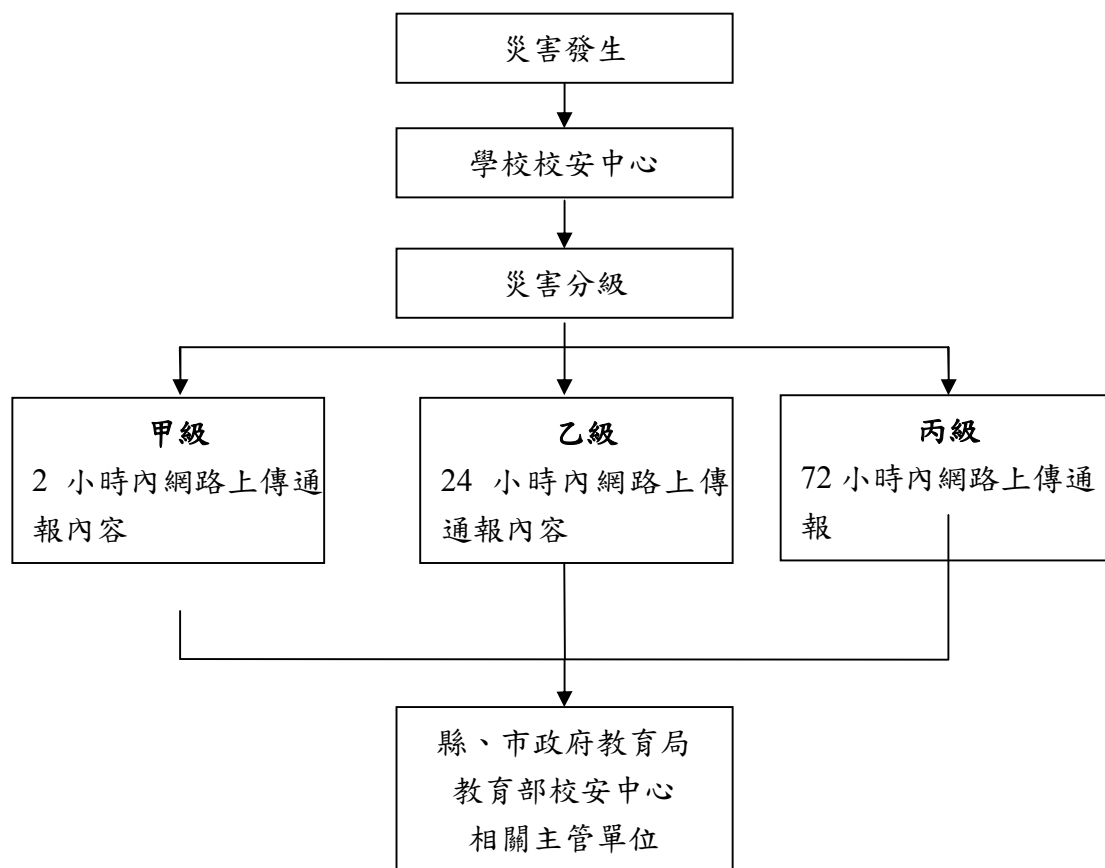 災害發生
學校校安中心
災害分級
甲級
2 小時內網路上傳通
報內容
乙級
24 小時內網路上傳
通報內容
丙級
72 小時內網路上傳通
報
縣、市政府教育局
教育部校安中心
相關主管單位